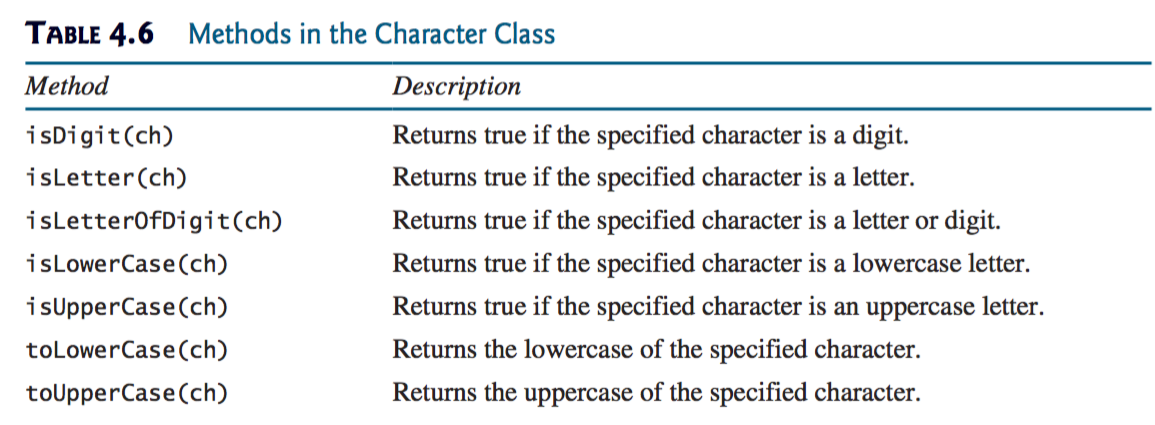 TABLE 4.6 Methods in the Character Class
Method Description
isDigit(ch) Returns true if the specified character is a digit.
isLetter(ch) Returns true if the specified character is a letter.
isLetterOfDigit(ch) Returns true if the specified character is a letter or digit.
isLowerCase(ch) Returns true if the specified character is a lowercase letter.
isUpperCase(ch) Returns true if the specified character is an uppercase letter.
toLowerCase(ch) Returns the lowercase of the specified character.
toUpperCase(ch) Returns the uppercase of the specified character.